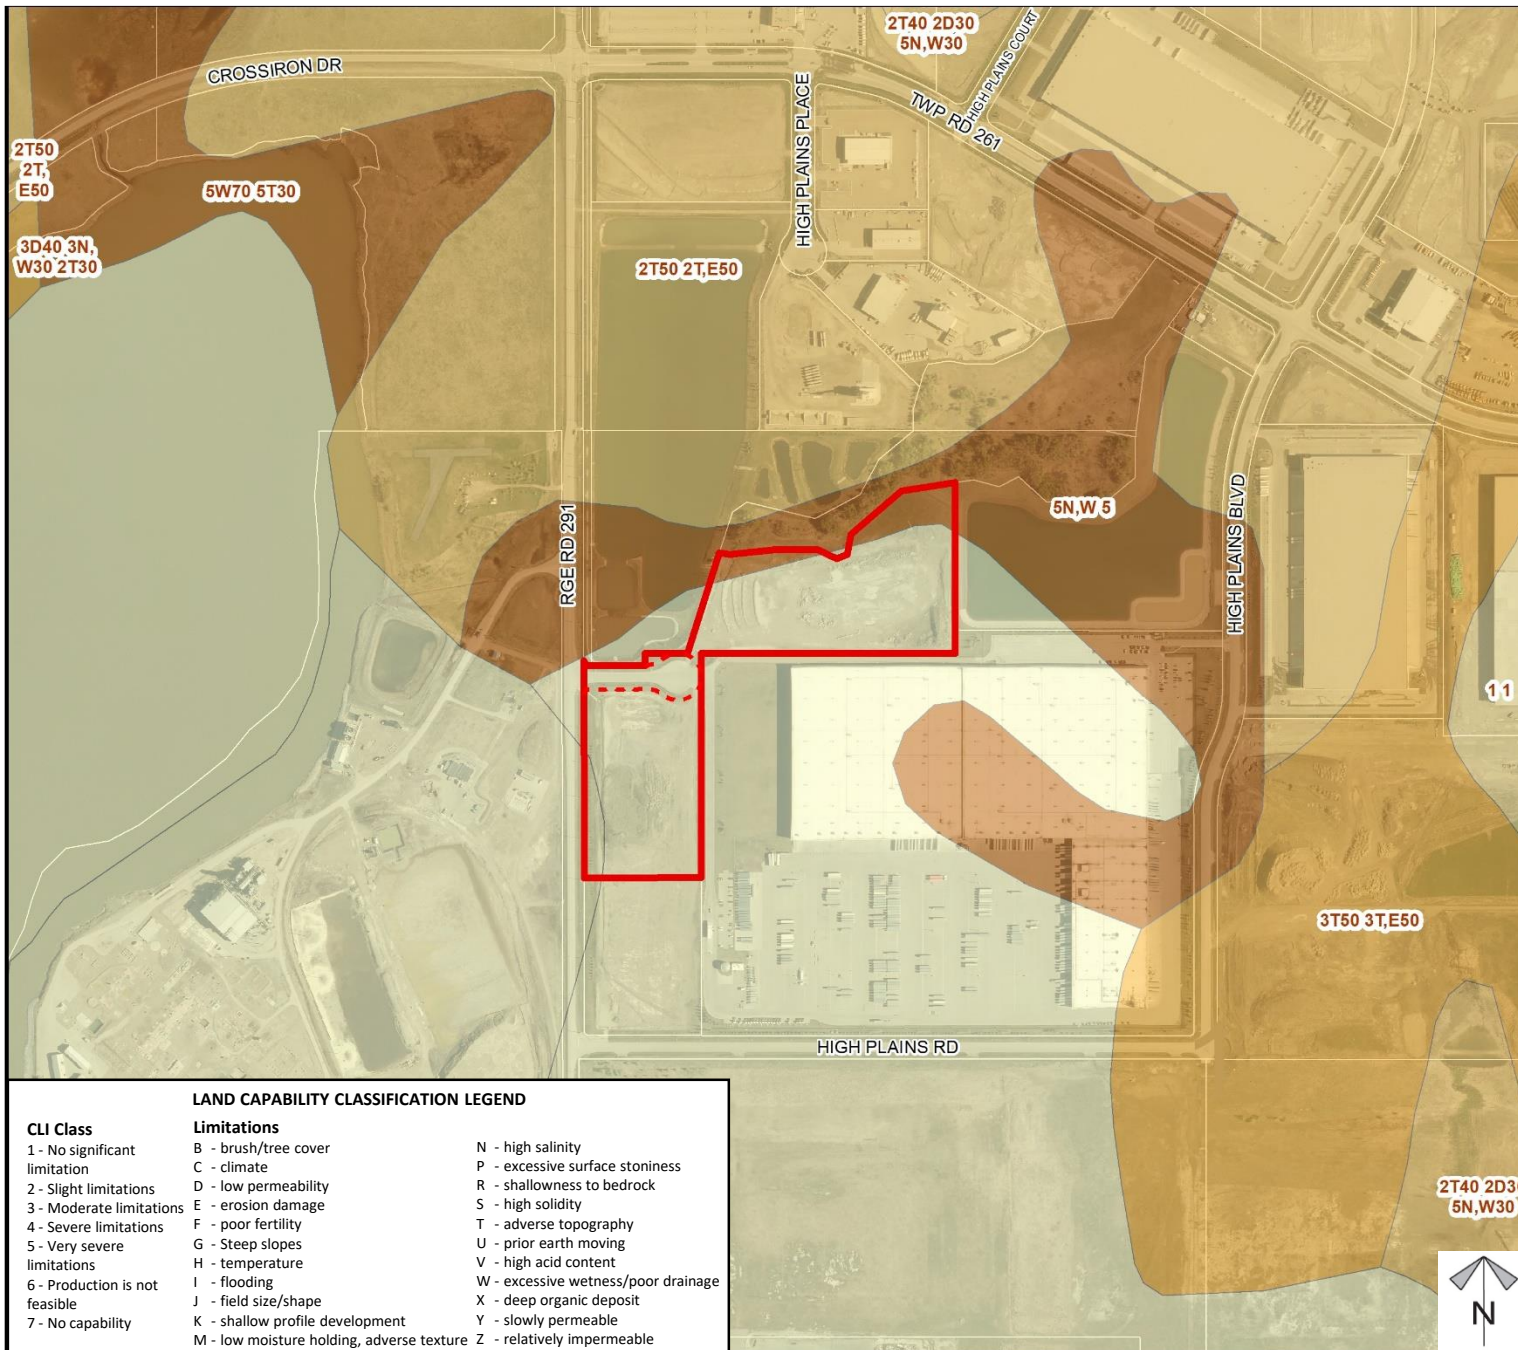 2T40 2D30
5N,W30
HIGH PLAINS COURT
CROSSIRON DR
HIGH PLAINS PLACE
TWP RD 261
2T50
2T,
E50
5W70 5T30
3D40 3N,
W30 2T30
2T50 2T,E50
RGE RD 291
5N,W 5
HIGH PLAINS BLVD
1 1
3T50 3T,E50
HIGH PLAINS RD
2T40 2D30
5N,W30
N
LAND CAPABILITY CLASSIFICATION LEGEND
CLI Class
1 - No significant
limitation
2 - Slight limitations
3 - Moderate limitations
4 - Severe limitations
5 - Very severe
limitations
6 - Production is not
feasible
7 - No capability
Limitations
B - brush/tree cover
C - climate
D - low permeability
E - erosion damage
F - poor fertility
G - Steep slopes
H - temperature
I - flooding
J - field size/shape
K - shallow profile development
M - low moisture holding, adverse texture
N - high salinity
P - excessive surface stoniness
R - shallowness to bedrock
S - high solidity
T - adverse topography
U - prior earth moving
V - high acid content
W - excessive wetness/poor drainage
X - deep organic deposit
Y - slowly permeable
Z - relatively impermeable